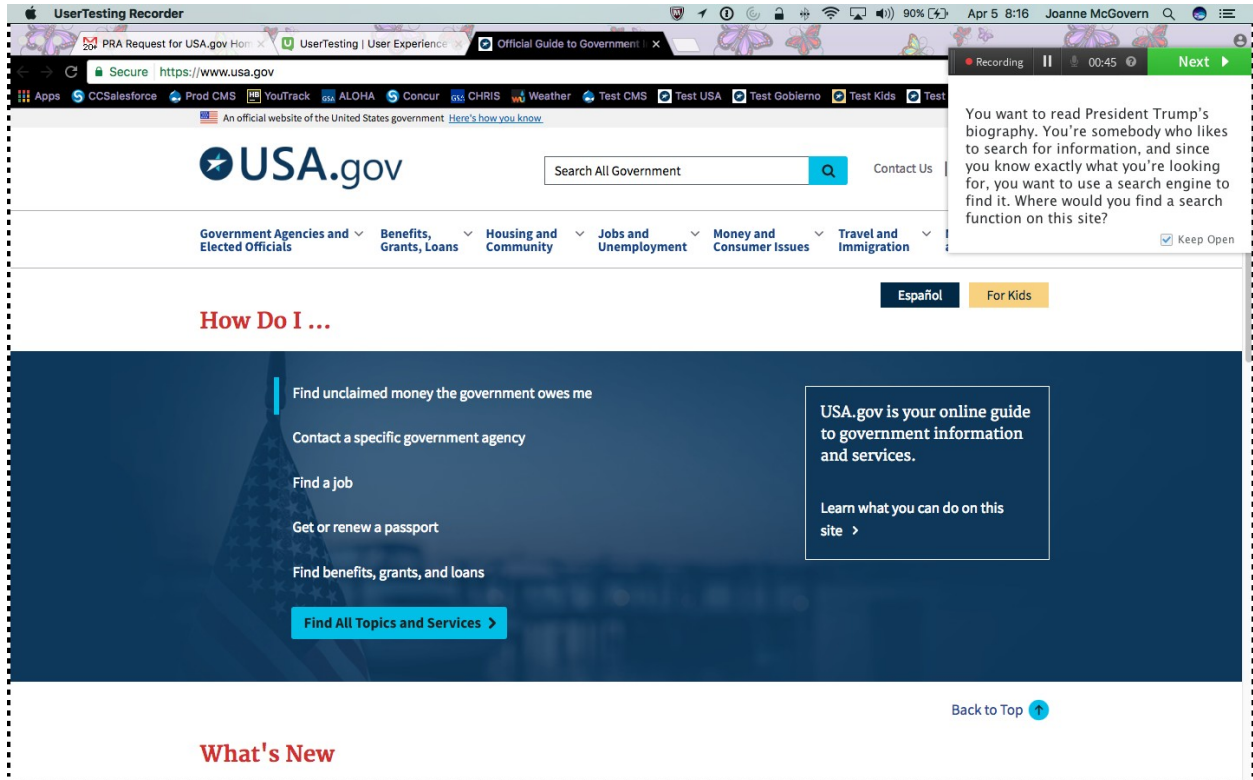 UserTesting Recorder
90%
Apr 5 8:16
Joanne McGovern
PRA Request for USA.gov Hom
UserTesting | User Experience
Official Guide to Government I
Secure
https://www.usa.gov
Apps
CCSalesforce
Prod CMS
YouTrack
ALOHA
Concur
CHRIS
Weather
Test CMS
Test USA
Test Gobierno
Test Kids
Test
Recording
00:45
Next
You want to read President Trump's
biography. You're somebody who likes
to search for information, and since
you know exactly what you're looking
for, you want to use a search engine to
find it. Where would you find a search
function on this site?
Keep Open
An official website of the United States government Here's how you know
USA.gov
Search All Government
Contact Us
Government Agencies and
Elected Officials
Benefits,
Grants, Loans
Housing and
Community
Jobs and
Unemployment
Money and
Consumer Issues
Travel and
Immigration
Español
For Kids
How Do I ...
Find unclaimed money the government owes me
Contact a specific government agency
Find a job
Get or renew a passport
Find benefits, grants, and loans
Find All Topics and Services
USA.gov is your online guide
to government information
and services.
Learn what you can do on this
site >
Back to Top
What's New